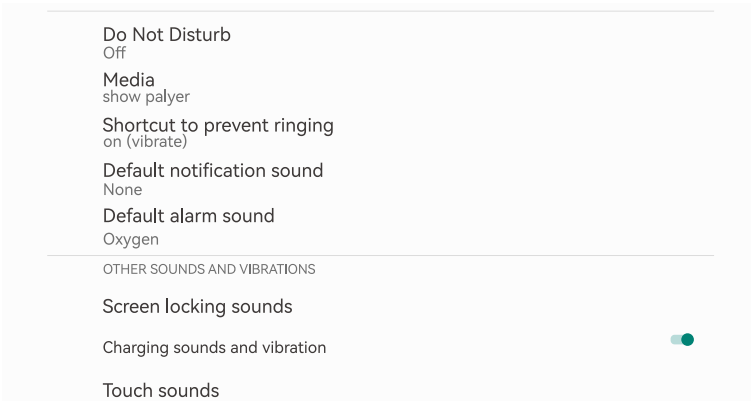 Do Not Disturb
Off
Media
show palyer
Shortcut to prevent ringing
on (vibrate)
Default notification sound
None
Default alarm sound
Oxygen
OTHER SOUNDS AND VIBRATIONS
Screen locking sounds
Charging sounds and vibration
Touch sounds